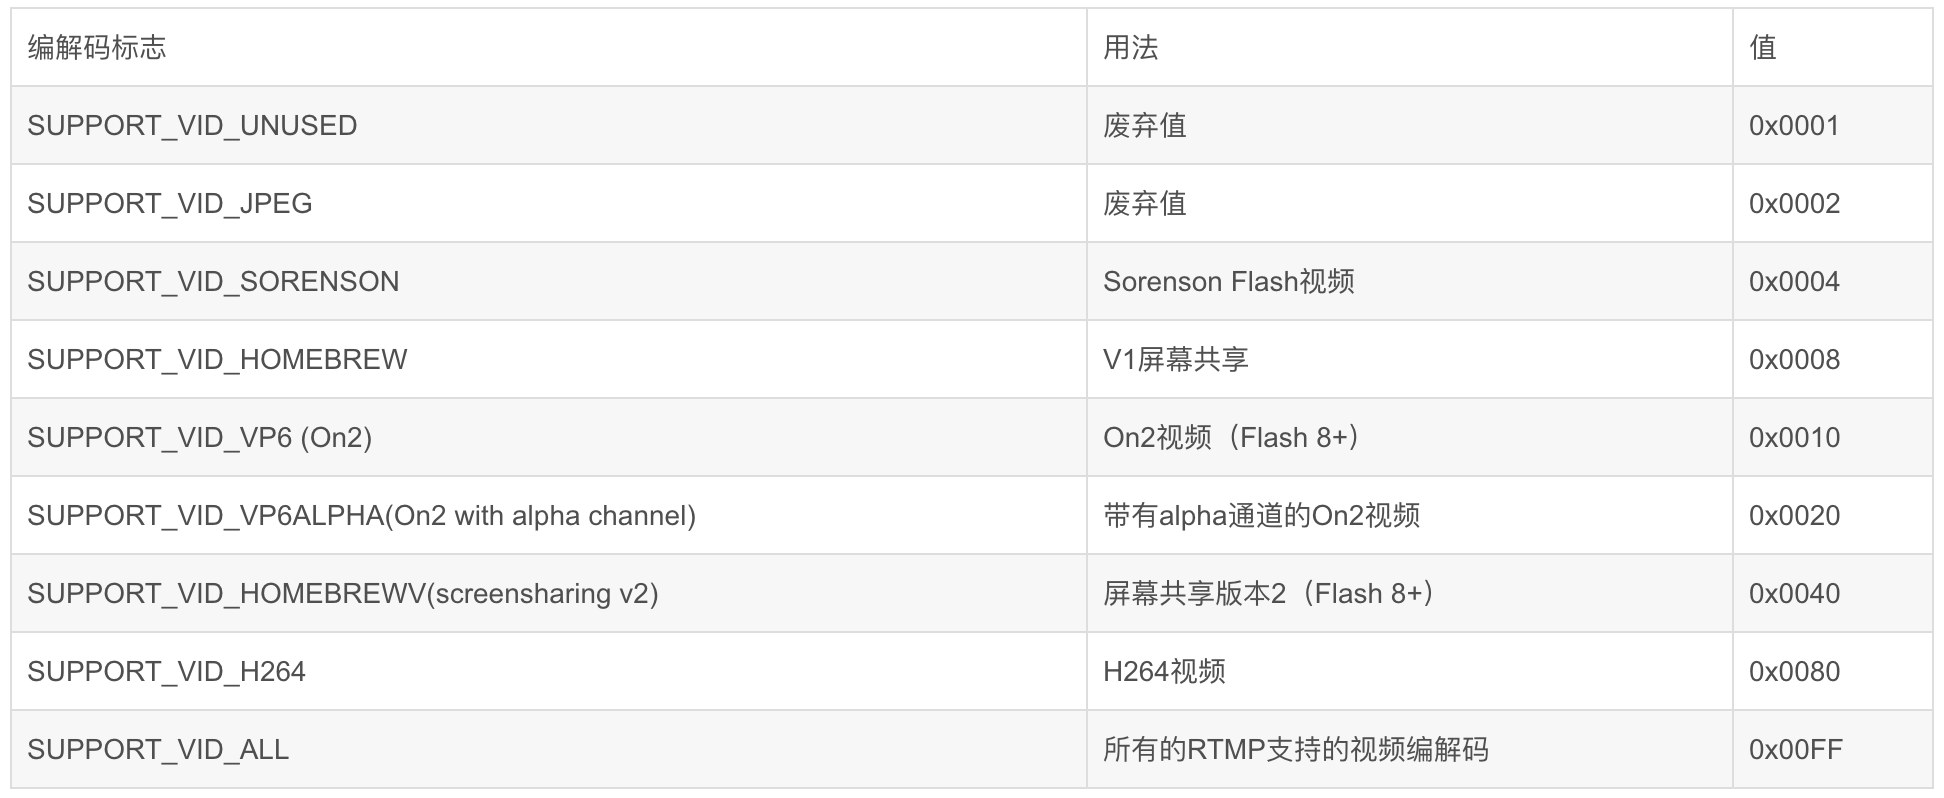 编解码标志 用法 值
SUPPORT_VID_UNUSED 废弃值 0x0001
SUPPORT_VID_JPEG 废弃值 0x0002
SUPPORT_VID_SORENSON Sorenson Flash视频 0x0004
SUPPORT_VID_HOMEBREW V1屏幕共享 0x0008
SUPPORT_VID_VP6 (On2) On2视频（Flash 8+） 0x0010
SUPPORT_VID_VP6ALPHA(On2 with alpha channel) 带有alpha通道的On2视频 0x0020
SUPPORT_VID_HOMEBREWV(screensharing v2) 屏幕共享版本2（Flash 8+） 0x0040
SUPPORT_VID_H264 H264视频 0x0080
SUPPORT_VID_ALL 所有的RTMP支持的视频编解码 0x00FF